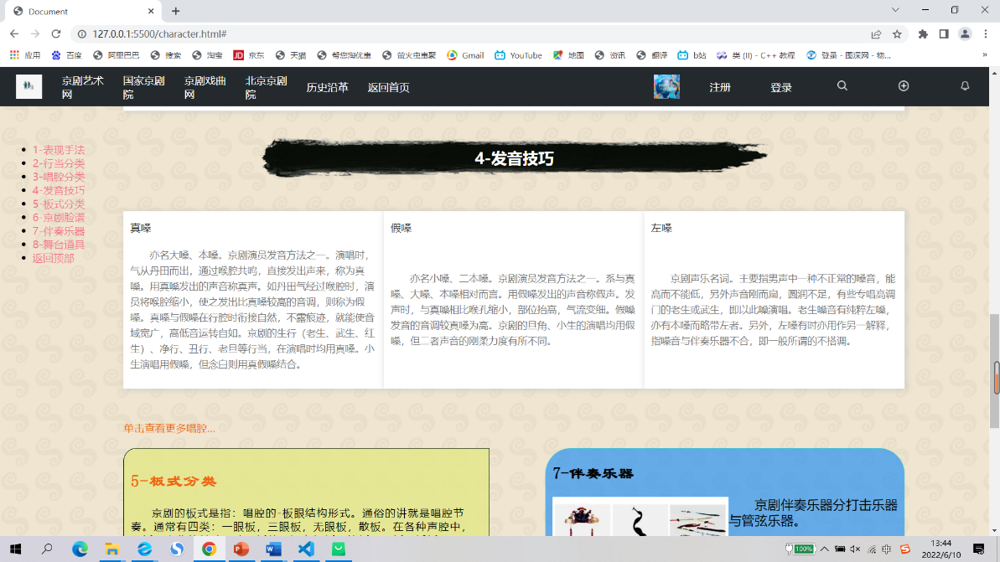 Document
127.0.0.1:5500/character.html#
应用 百度 阿里巴巴 搜索 淘宝 京东 天猫 帮您淘优惠 萤火虫惠聚 Gmail YouTube 地图 资讯 翻译 b站 类 (II) - C++ 教程 登录 - 图深网 - 物...
京剧艺术网 国家京剧院 京剧戏曲网 北京京剧院 历史沿革 返回首页 注册 登录
1-表现手法
2-行当分类
3-唱腔分类
4-发音技巧
5-板式分类
6-京剧脸谱
7-伴奏乐器
8-舞台道具
返回顶部
4-发音技巧
真嗓
亦名大嗓、本嗓。京剧演员发音方法之一。演唱时，
气从丹田而出，通过喉腔共鸣，直接发出声来，称为真
嗓。用真嗓发出的声音称真声。如丹田气经过喉腔时，演
员将喉腔缩小，使之发出比真嗓较高的音调，则称为假
嗓。真嗓与假嗓在行腔时衔接自然，不露痕迹，就能使音
域宽广，高低音运转自如。京剧的生行（老生、武生、红
生）、净行、丑行、老旦等行当，在演唱时均用真嗓。小
生演唱用假嗓，但念白则用真假嗓结合。
假嗓
亦名小嗓、二本嗓。京剧演员发音方法之一。系与真
嗓、大嗓、本嗓相对而言。用假嗓发出的声音称假声。发
声时，与真嗓相比喉孔缩小，部位抬高，气流变细。假嗓
发音的音调较真嗓为高。京剧的旦角、小生的演唱均用假
嗓，但二者声音的刚柔力度有所不同。
左嗓
京剧声乐名词。主要指男声中一种不正常的嗓音，能
高而不能低，另外声音刚而扁，圆润不足，有些专唱高调
门的老生或武生，即以此嗓演唱。老生嗓音有纯粹左嗓，
亦有本嗓而略带左者。另外，左嗓有时亦用作另一解释，
指嗓音与伴奏乐器不合，即一般所谓的不搭调。
单击查看更多唱腔...
5-板式分类
京剧的板式是指：唱腔的-板眼结构形式。通俗的讲就是唱腔节
奏。通常有四类：一眼板，三眼板，无眼板，散板。在各种声腔中，
7-伴奏乐器
京剧伴奏乐器分打击乐器
与管弦乐器。
100% 中 13:44
2022/6/10